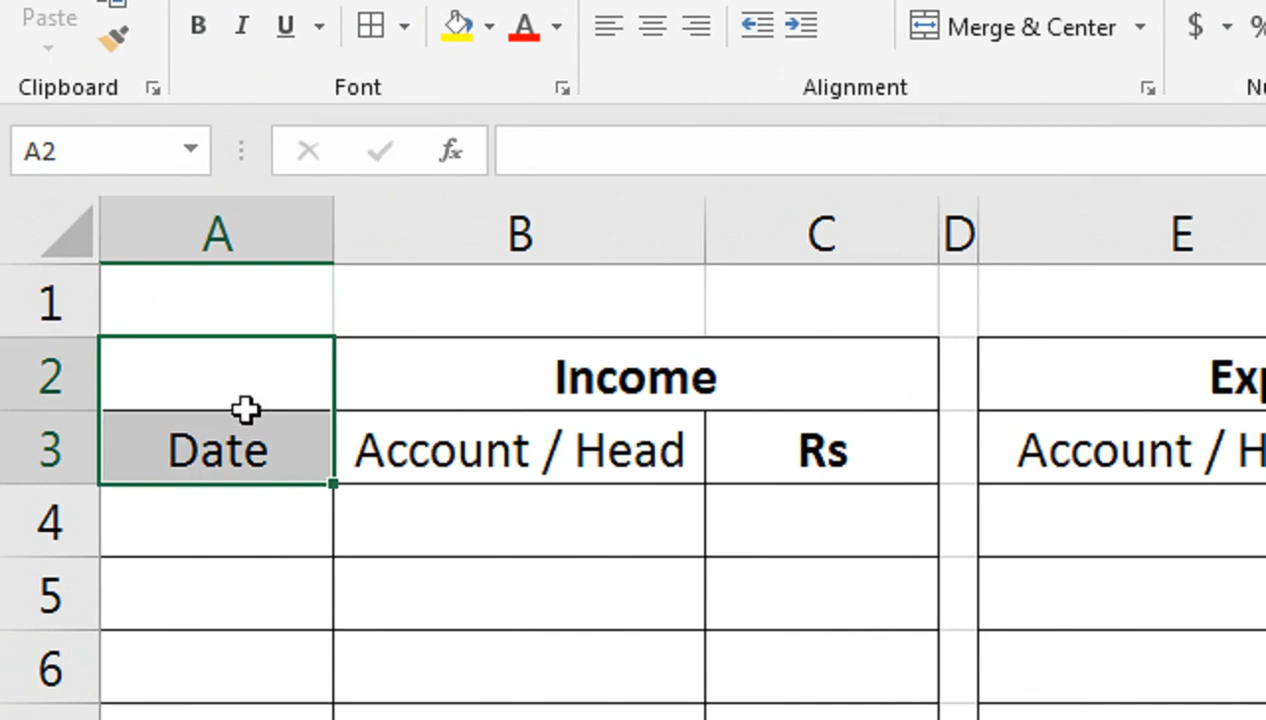 Paste
B I U A Merge & Center $ %
Clipboard Font Alignment
A2 fx
A B C D E
1
2 Income
3 Date Account / Head Rs Account /
4
5
6